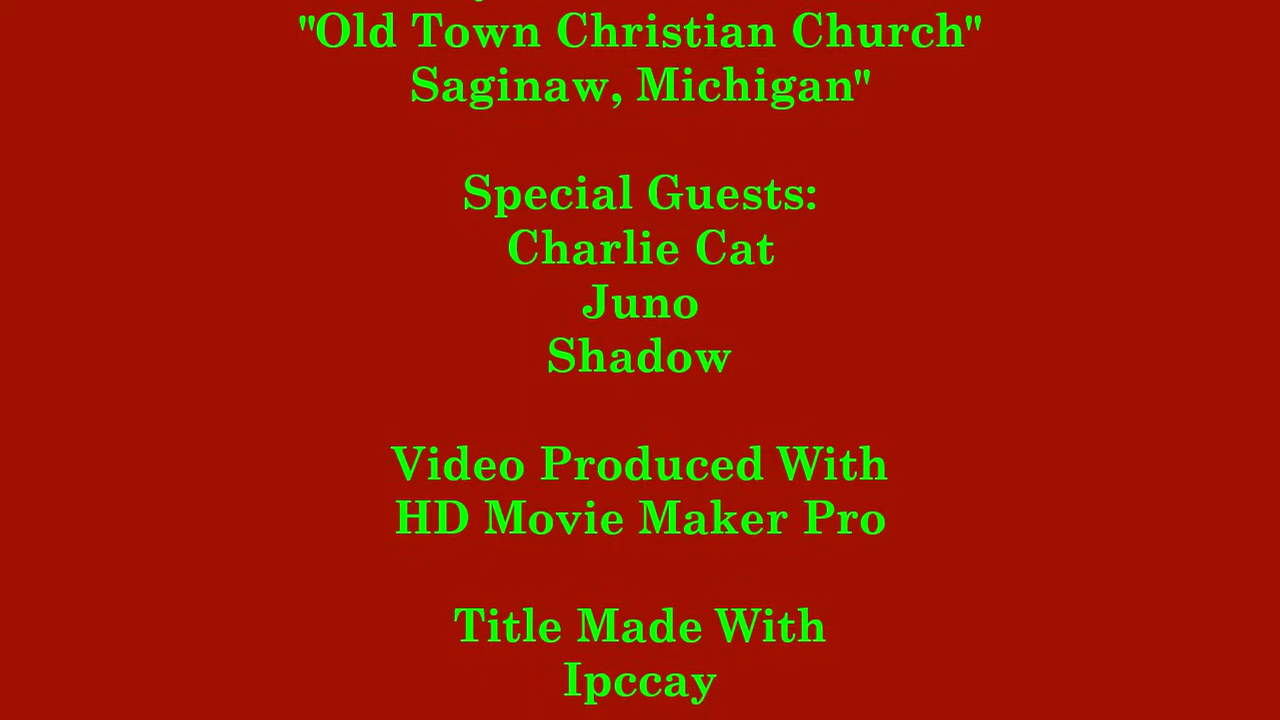 "Old Town Christian Church"
Saginaw, Michigan"
Special Guests:
Charlie Cat
Juno
Shadow
Video Produced With
HD Movie Maker Pro
Title Made With
Ipccay